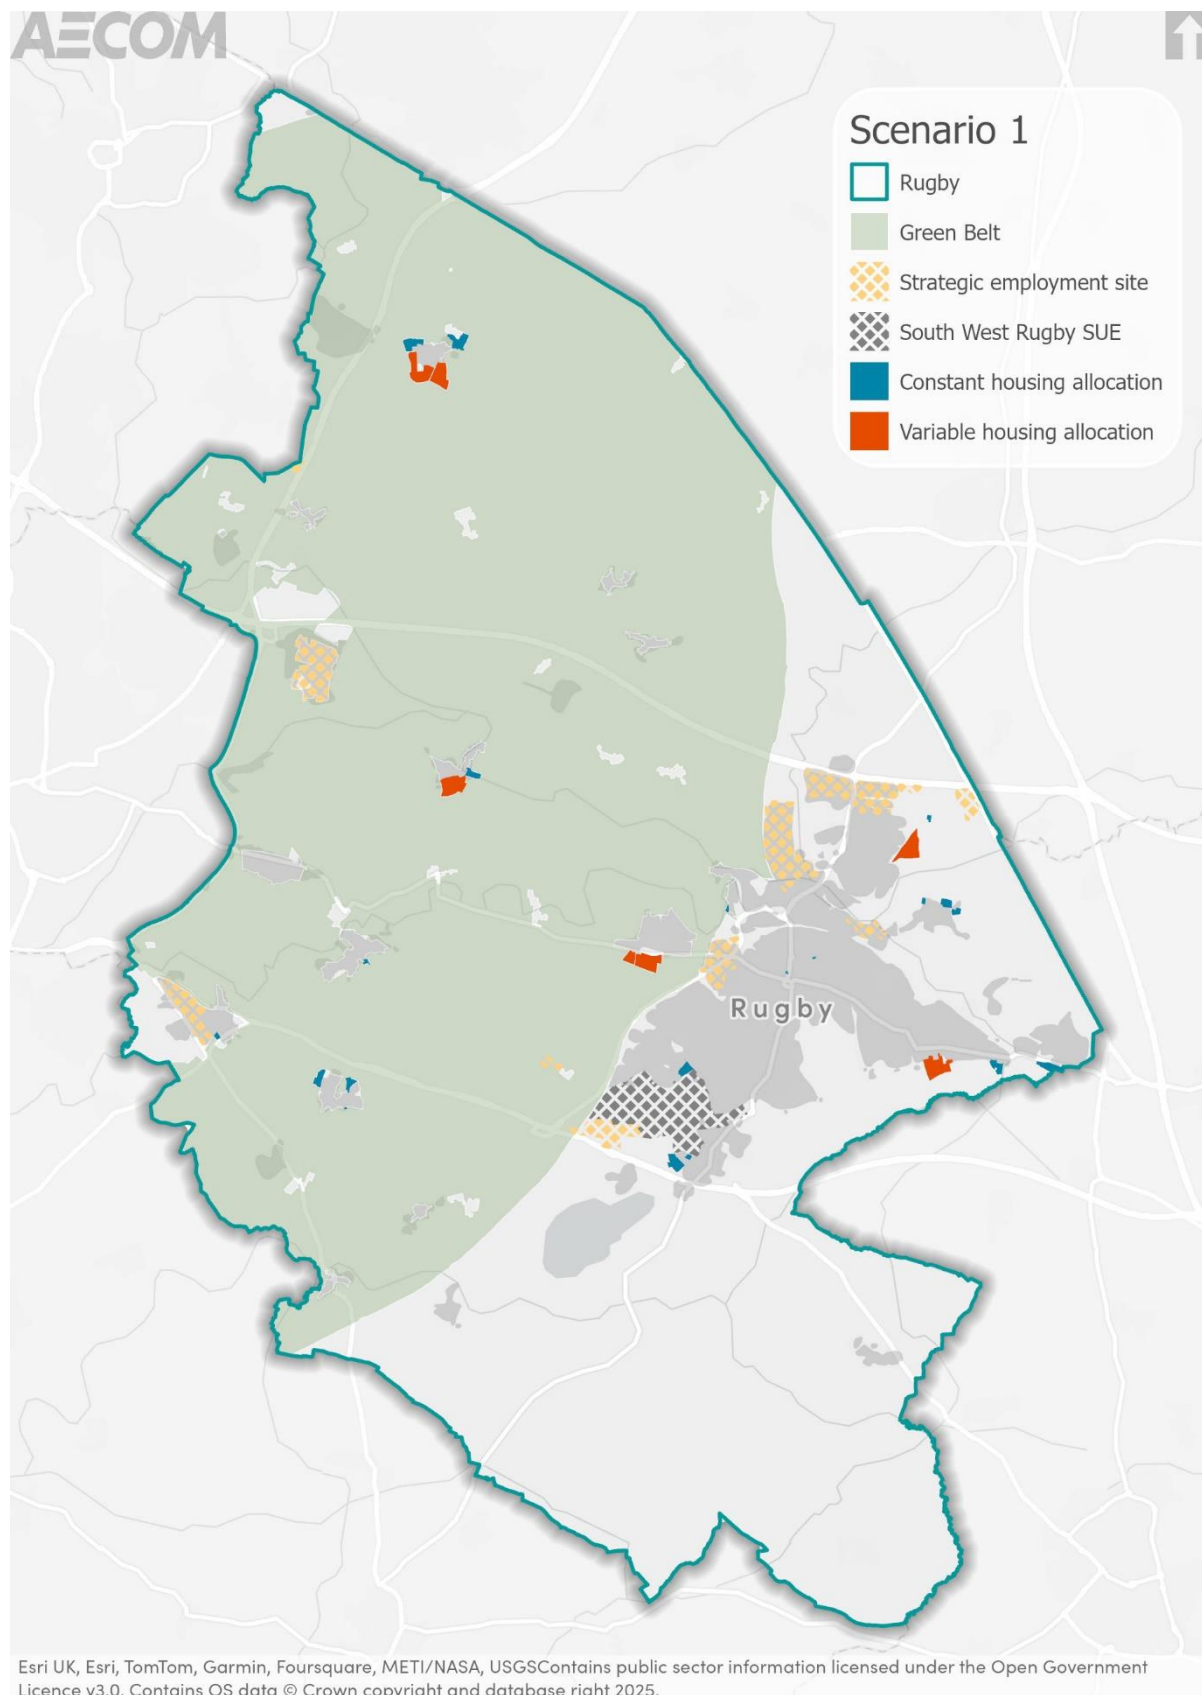 AECOM
Scenario 1
Rugby
Green Belt
Strategic employment site
South West Rugby SUE
Constant housing allocation
Variable housing allocation
Rugby
Esri UK, Esri, TomTom, Garmin, Foursquare, METI/NASA, USGSContains public sector information licensed under the Open Government
Licence v3.0. Contains OS data © Crown copyright and database right 2025.